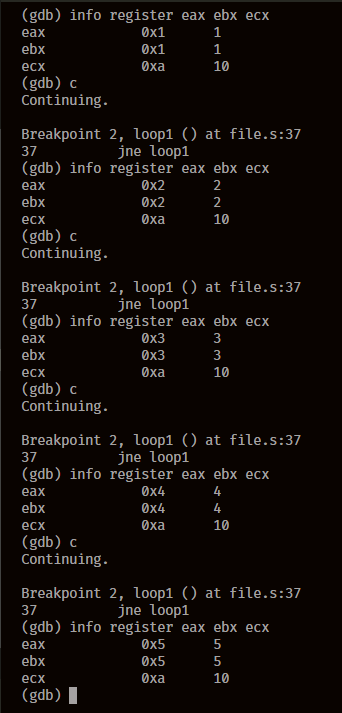 (gdb) info register eax ebx ecx
eax            0x1      1
ebx            0x1      1
ecx            0xa      10
(gdb) c
Continuing.

Breakpoint 2, loop1 () at file.s:37
37          jne loop1
(gdb) info register eax ebx ecx
eax            0x2      2
ebx            0x2      2
ecx            0xa      10
(gdb) c
Continuing.

Breakpoint 2, loop1 () at file.s:37
37          jne loop1
(gdb) info register eax ebx ecx
eax            0x3      3
ebx            0x3      3
ecx            0xa      10
(gdb) c
Continuing.

Breakpoint 2, loop1 () at file.s:37
37          jne loop1
(gdb) info register eax ebx ecx
eax            0x4      4
ebx            0x4      4
ecx            0xa      10
(gdb) c
Continuing.

Breakpoint 2, loop1 () at file.s:37
37          jne loop1
(gdb) info register eax ebx ecx
eax            0x5      5
ebx            0x5      5
ecx            0xa      10
(gdb)